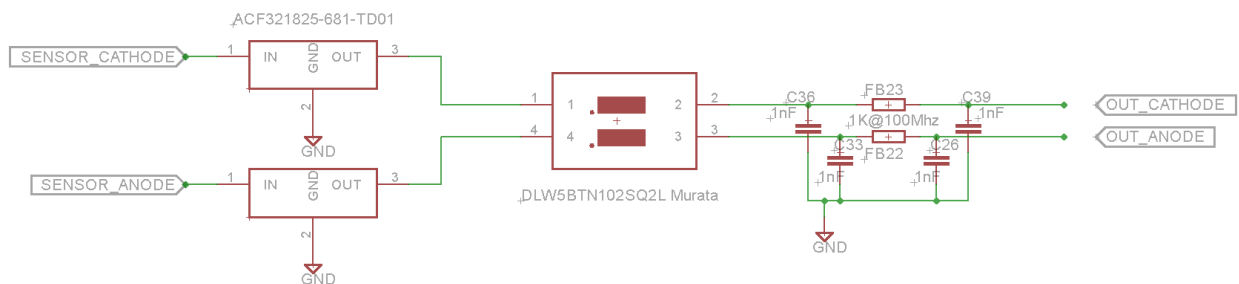 ACF321825-681-TD01
SENSOR_CATHODE
1
IN
GND
OUT
3
2
GND
SENSOR_ANODE
1
IN
GND
OUT
3
2
GND
1
1
2
2
4
4
3
3
DLW5BTN102SQ2L Murata
C36
1nF
FB23
1K@100Mhz
FB22
C39
1nF
C33
1nF
C26
1nF
GND
OUT_CATHODE
OUT_ANODE